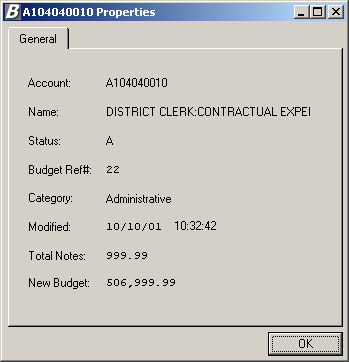 B A104040010 Properties
General
Account: A104040010
Name: DISTRICT CLERK:CONTRACTUAL EXPEI
Status: A
Budget Ref#: 22
Category: Administrative
Modified: 10/10/01 10:32:42
Total Notes: 999.99
New Budget: 506,999.99
OK